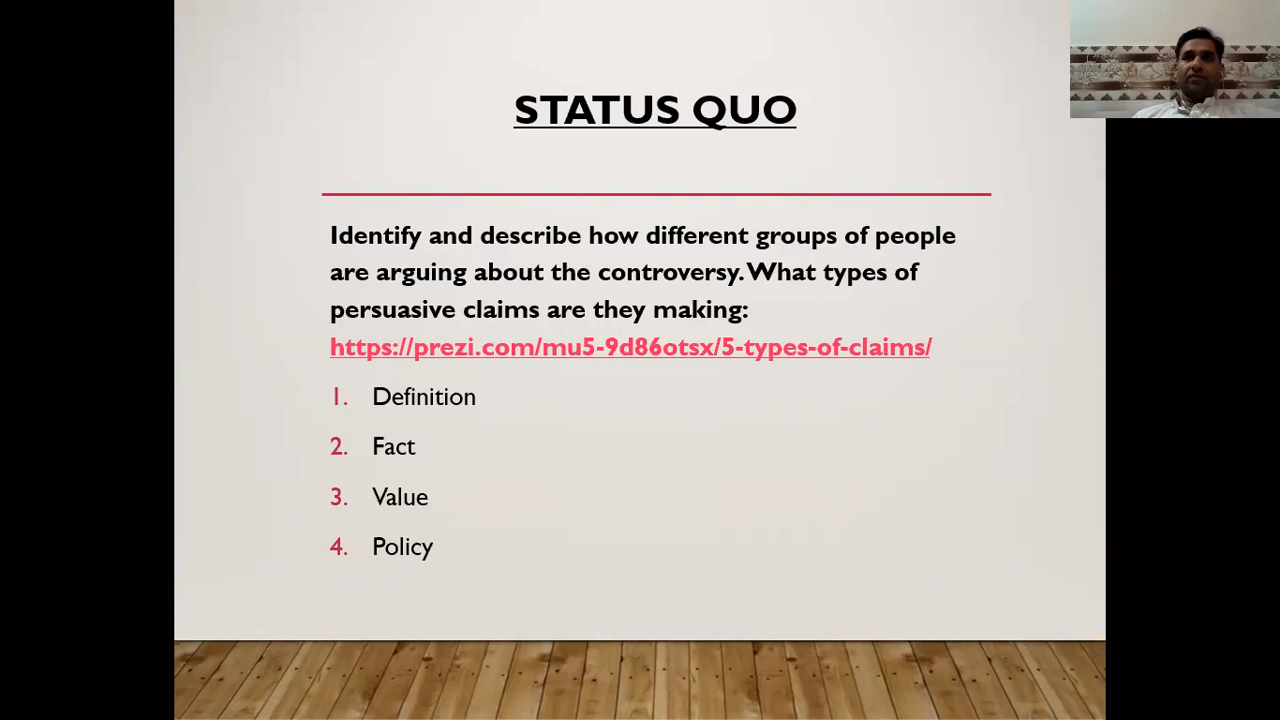 STATUS QUO
Identify and describe how different groups of people
are arguing about the controversy. What types of
persuasive claims are they making:
https://prezi.com/mu5-9d86otsx/5-types-of-claims/
1. Definition
2. Fact
3. Value
4. Policy